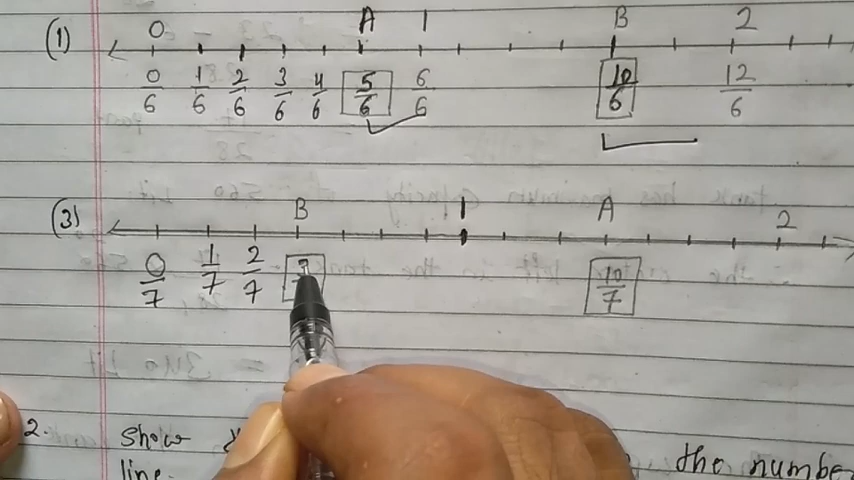 (1) 0 A 1 B 2
0/6 1/6 2/6 3/6 4/6 5/6 6/6 10/6 12/6
(3) B 1 A 2
0/7 1/7 2/7 10/7
2. show the number
line.